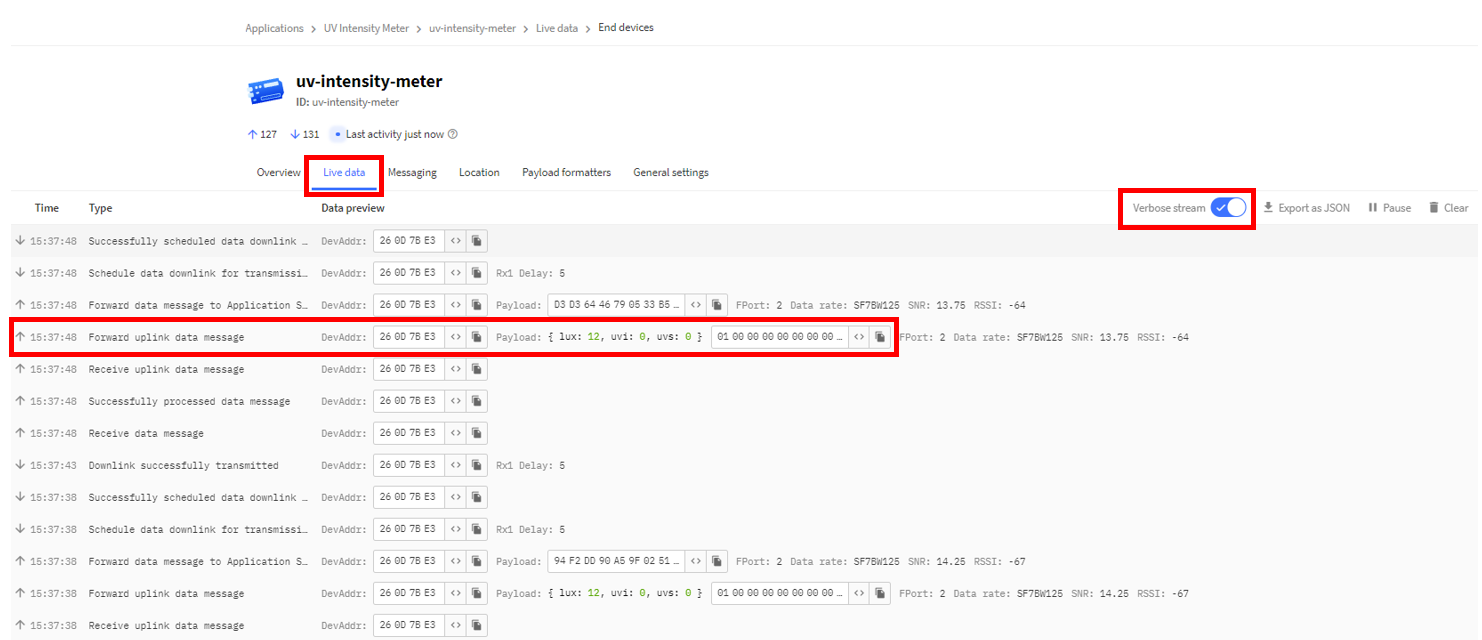 Applications > UV Intensity Meter > uv-intensity-meter > Live data > End devices
uv-intensity-meter
ID: uv-intensity-meter
↑ 127 ↓ 131 • Last activity just now ?
Overview Live data Messaging Location Payload formatters General settings
Time Type Data preview Verbose stream Export as JSON Pause Clear
↓ 15:37:48 Successfully scheduled data downlink … DevAddr: 26 0D 7B E3 <>
↓ 15:37:48 Schedule data downlink for transmissi… DevAddr: 26 0D 7B E3 <> Rx1 Delay: 5
↑ 15:37:48 Forward data message to Application S… DevAddr: 26 0D 7B E3 <> Payload: D3 D3 64 46 79 05 33 B5 … <> FPort: 2 Data rate: SF7BW125 SNR: 13.75 RSSI: -64
↑ 15:37:48 Forward uplink data message DevAddr: 26 0D 7B E3 <> Payload: { lux: 12, uvi: 0, uvs: 0 } 01 00 00 00 00 00 00 00 … <> FPort: 2 Data rate: SF7BW125 SNR: 13.75 RSSI: -64
↑ 15:37:48 Receive uplink data message DevAddr: 26 0D 7B E3 <>
↑ 15:37:48 Successfully processed data message DevAddr: 26 0D 7B E3 <>
↑ 15:37:48 Receive data message DevAddr: 26 0D 7B E3 <>
↓ 15:37:43 Downlink successfully transmitted DevAddr: 26 0D 7B E3 <> Rx1 Delay: 5
↓ 15:37:38 Successfully scheduled data downlink … DevAddr: 26 0D 7B E3 <>
↓ 15:37:38 Schedule data downlink for transmissi… DevAddr: 26 0D 7B E3 <> Rx1 Delay: 5
↑ 15:37:38 Forward data message to Application S… DevAddr: 26 0D 7B E3 <> Payload: 94 F2 DD 90 A5 9F 02 51 … <> FPort: 2 Data rate: SF7BW125 SNR: 14.25 RSSI: -67
↑ 15:37:38 Forward uplink data message DevAddr: 26 0D 7B E3 <> Payload: { lux: 12, uvi: 0, uvs: 0 } 01 00 00 00 00 00 00 00 … <> FPort: 2 Data rate: SF7BW125 SNR: 14.25 RSSI: -67
↑ 15:37:38 Receive uplink data message DevAddr: 26 0D 7B E3 <>